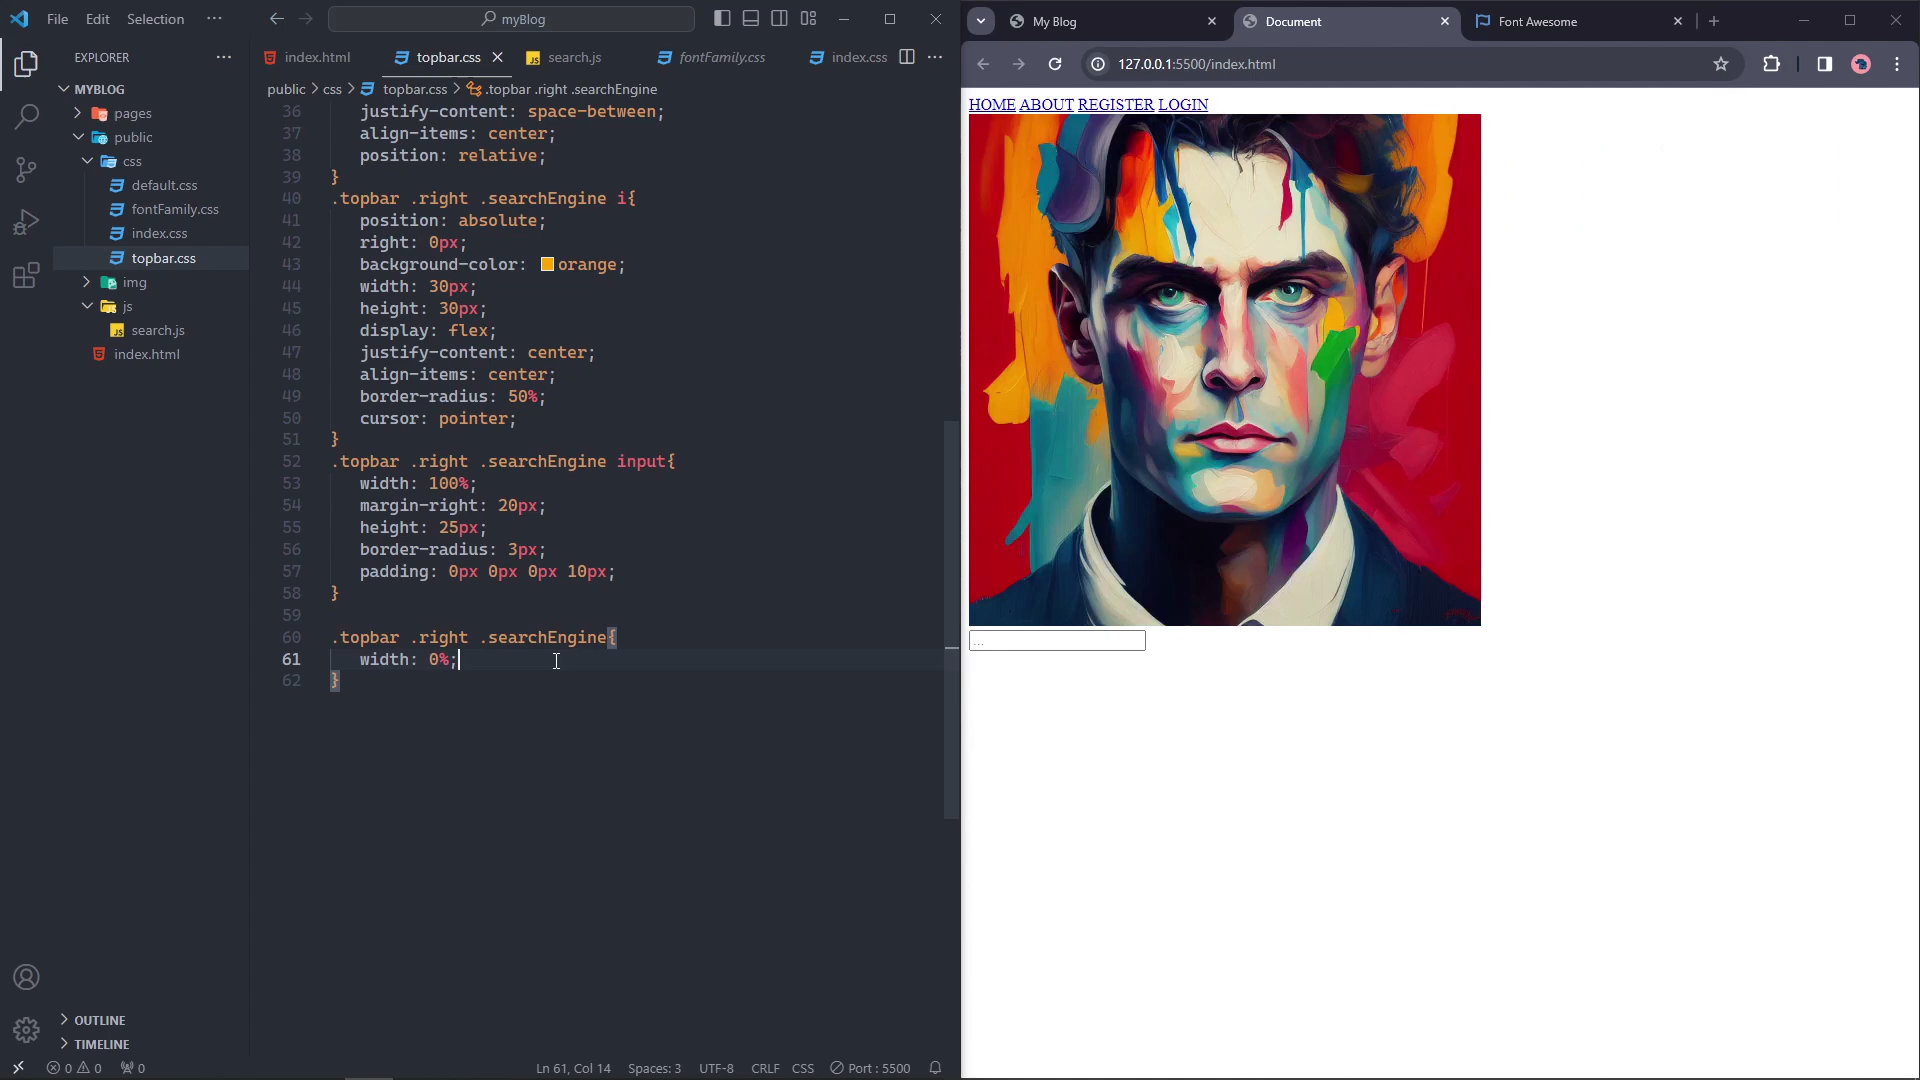 File Edit Selection ···
myBlog
My Blog
Document
Font Awesome
127.0.0.1:5500/index.html
EXPLORER
index.html
topbar.css
search.js
fontFamily.css
index.css
MYBLOG
pages
public
css
default.css
fontFamily.css
index.css
topbar.css
img
js
search.js
index.html
OUTLINE
TIMELINE
public > css > topbar.css > .topbar .right .searchEngine
36 justify-content: space-between;
37 align-items: center;
38 position: relative;
39 }
40 .topbar .right .searchEngine i{
41 position: absolute;
42 right: 0px;
43 background-color: orange;
44 width: 30px;
45 height: 30px;
46 display: flex;
47 justify-content: center;
48 align-items: center;
49 border-radius: 50%;
50 cursor: pointer;
51 }
52 .topbar .right .searchEngine input{
53 width: 100%;
54 margin-right: 20px;
55 height: 25px;
56 border-radius: 3px;
57 padding: 0px 0px 0px 10px;
58 }
59
60 .topbar .right .searchEngine{
61 width: 0%;
62 }
0 0 0
Ln 61, Col 14 Spaces: 3 UTF-8 CRLF CSS Port : 5500
HOME ABOUT REGISTER LOGIN
...